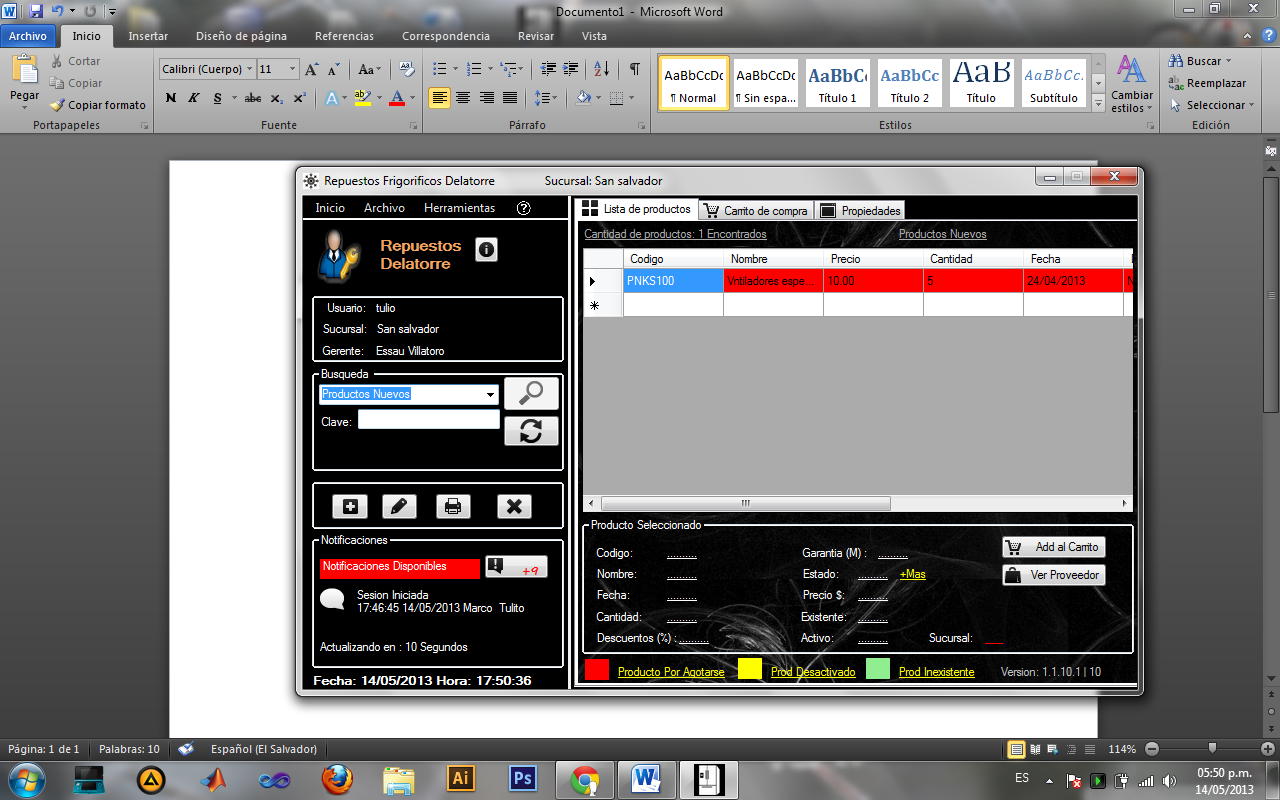 Documento1 - Microsoft Word
Archivo Inicio Insertar Diseño de página Referencias Correspondencia Revisar Vista
Pegar
Cortar
Copiar
Copiar formato
Portapapeles
Calibri (Cuerpo) 11
N K S abc x₂ x²
Fuente
Párrafo
AaBbCcDc AaBbCcDc AaBbC AaBbCc AaB AaBbCc.
¶ Normal ¶ Sin espa... Título 1 Título 2 Título Subtítulo
Cambiar estilos
Estilos
Buscar
Reemplazar
Seleccionar
Edición
Repuestos Frigorificos Delatorre Sucursal: San salvador
Inicio Archivo Herramientas
Repuestos
Delatorre
Usuario: tulio
Sucursal: San salvador
Gerente: Essau Villatoro
Busqueda
Productos Nuevos
Clave:
Notificaciones
Notificaciones Disponibles +9
Sesion Iniciada
17:46:45 14/05/2013 Marco Tulito
Actualizando en : 10 Segundos
Fecha: 14/05/2013 Hora: 17:50:36
Lista de productos Carrito de compra Propiedades
Cantidad de productos: 1 Encontrados Productos Nuevos
Codigo Nombre Precio Cantidad Fecha
PNKS100 Vntiladores espe... 10.00 5 24/04/2013 N
Producto Seleccionado
Codigo: .......... Garantia (M) : .......... Add al Carrito
Nombre: .......... Estado: .......... +Mas Ver Proveedor
Fecha: .......... Precio $: ..........
Cantidad: .......... Existente: ..........
Descuentos (%) : .......... Activo: .......... Sucursal: ___
Producto Por Agotarse Prod Desactivado Prod Inexistente Version: 1.1.10.1 | 10
Página: 1 de 1 Palabras: 10 Español (El Salvador) 114%
Ai Ps W ES 05:50 p.m.
14/05/2013